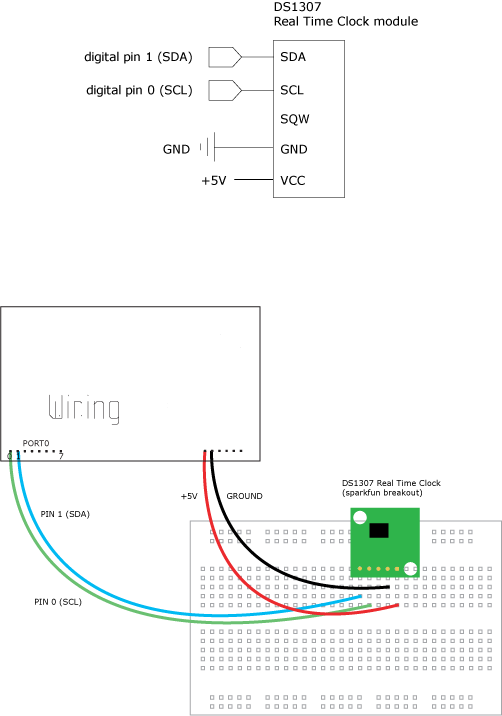 DS1307
Real Time Clock module
digital pin 1 (SDA)
SDA
digital pin 0 (SCL)
SCL
SQW
GND
GND
+5V
VCC
Wiring
PORT0
0 1 7
+5V
GROUND
DS1307 Real Time Clock
(sparkfun breakout)
PIN 1 (SDA)
PIN 0 (SCL)